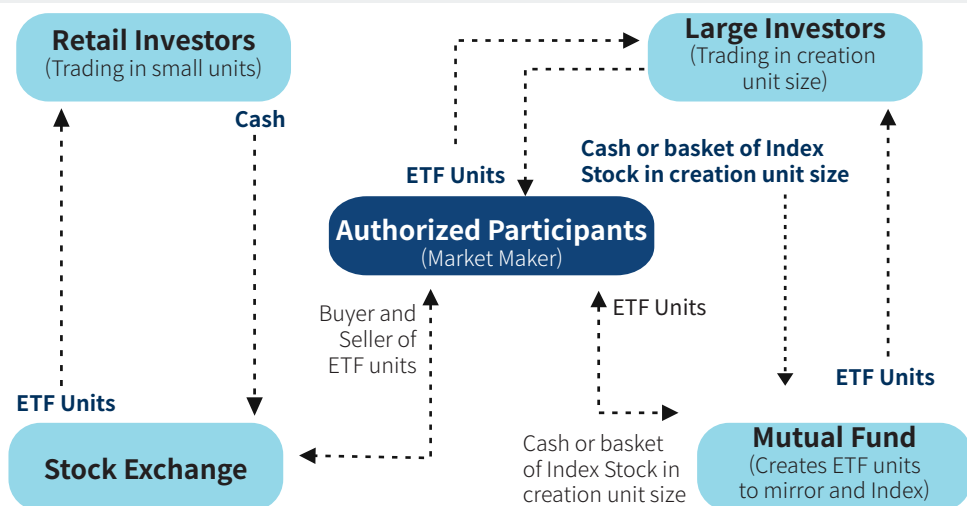 Retail Investors
(Trading in small units)
Large Investors
(Trading in creation
unit size)
Cash
ETF Units
Cash or basket of Index
Stock in creation unit size
Authorized Participants
(Market Maker)
Buyer and
Seller of
ETF units
ETF Units
ETF Units
ETF Units
Stock Exchange
Cash or basket
of Index Stock in
creation unit size
Mutual Fund
(Creates ETF units
to mirror and Index)